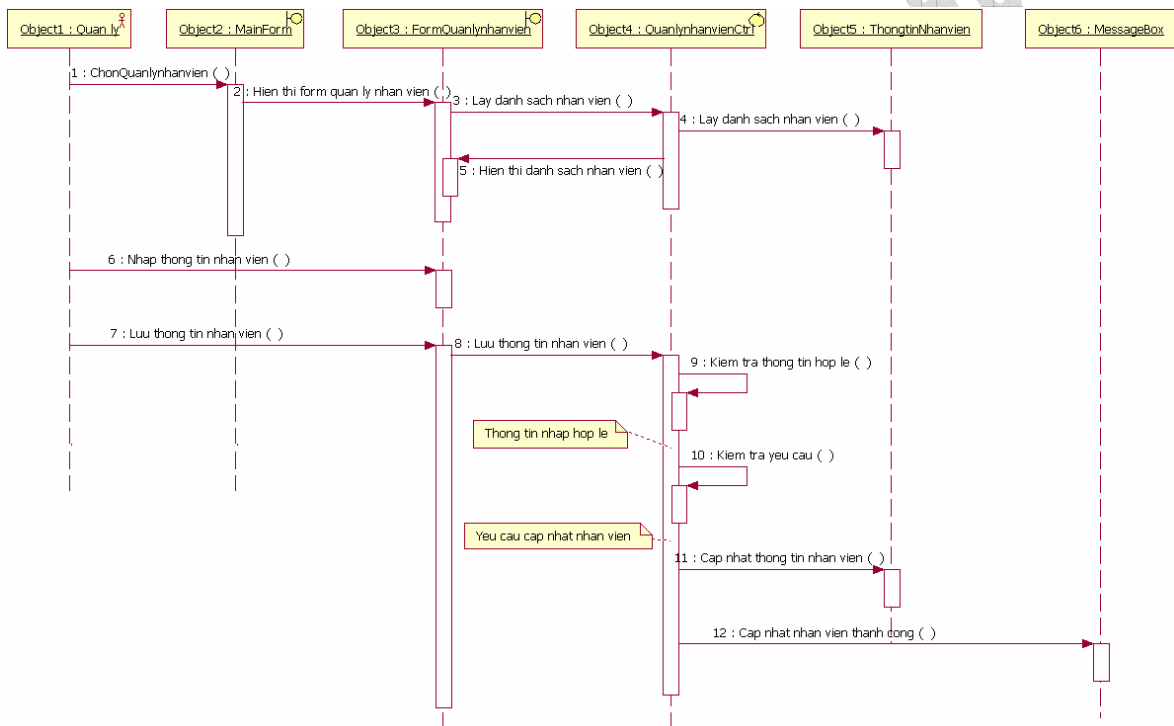 Object1 : Quan ly
Object2 : MainForm
Object3 : FormQuanlynhanvien
Object4 : QuanlynhanvienCtrl
Object5 : ThongtinNhanvien
Object6 : MessageBox
1 : ChonQuanlynhanvien ( )
2 : Hien thi form quan ly nhan vien ( )
3 : Lay danh sach nhan vien ( )
4 : Lay danh sach nhan vien ( )
5 : Hien thi danh sach nhan vien ( )
6 : Nhap thong tin nhan vien ( )
7 : Luu thong tin nhan vien ( )
8 : Luu thong tin nhan vien ( )
9 : Kiem tra thong tin hop le ( )
Thong tin nhap hop le
10 : Kiem tra yeu cau ( )
Yeu cau cap nhat nhan vien
11 : Cap nhat thong tin nhan vien ( )
12 : Cap nhat nhan vien thanh cong ( )